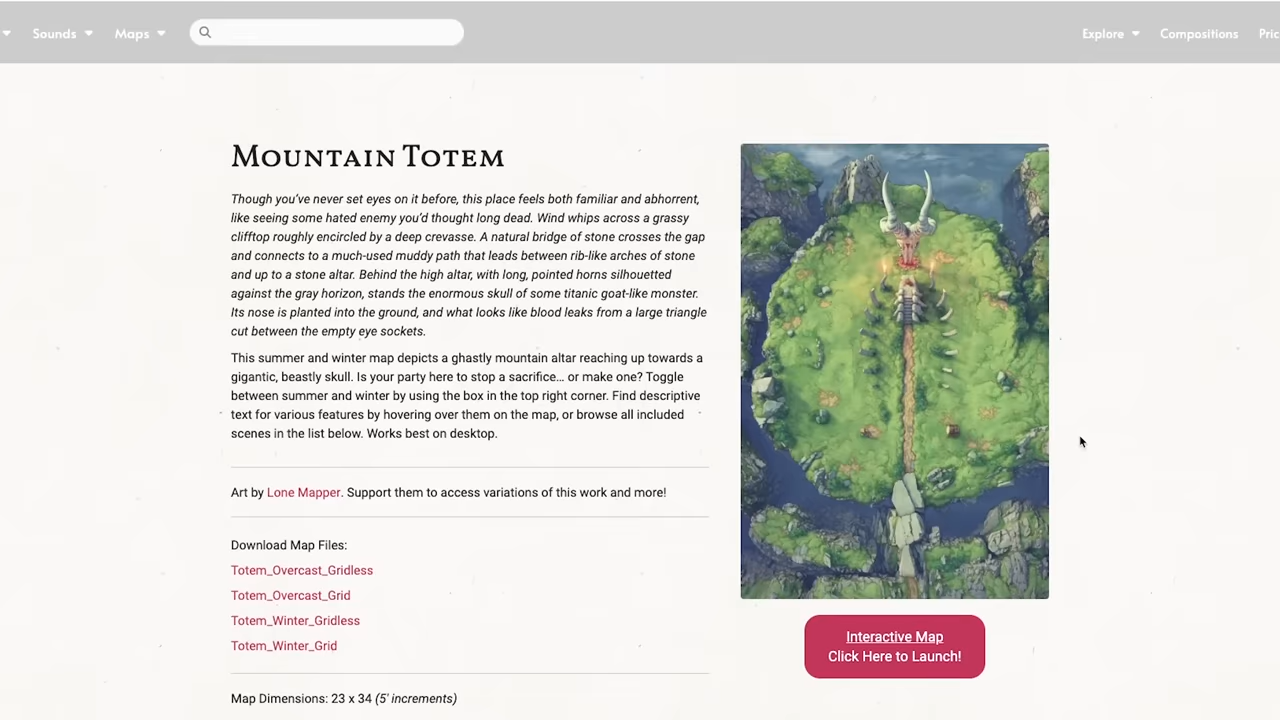 Sounds Maps Explore Compositions
Mountain Totem
Though you’ve never set eyes on it before, this place feels both familiar and abhorrent,
like seeing some hated enemy you’d thought long dead. Wind whips across a grassy
clifftop roughly encircled by a deep crevasse. A natural bridge of stone crosses the gap
and connects to a much-used muddy path that leads between rib-like arches of stone
and up to a stone altar. Behind the high altar, with long, pointed horns silhouetted
against the gray horizon, stands the enormous skull of some titanic goat-like monster.
Its nose is planted into the ground, and what looks like blood leaks from a large triangle
cut between the empty eye sockets.
This summer and winter map depicts a ghastly mountain altar reaching up towards a
gigantic, beastly skull. Is your party here to stop a sacrifice… or make one? Toggle
between summer and winter by using the box in the top right corner. Find descriptive
text for various features by hovering over them on the map, or browse all included
scenes in the list below. Works best on desktop.
Art by Lone Mapper. Support them to access variations of this work and more!
Download Map Files:
Totem_Overcast_Gridless
Totem_Overcast_Grid
Totem_Winter_Gridless
Totem_Winter_Grid
Map Dimensions: 23 x 34 (5' increments)
Interactive Map
Click Here to Launch!